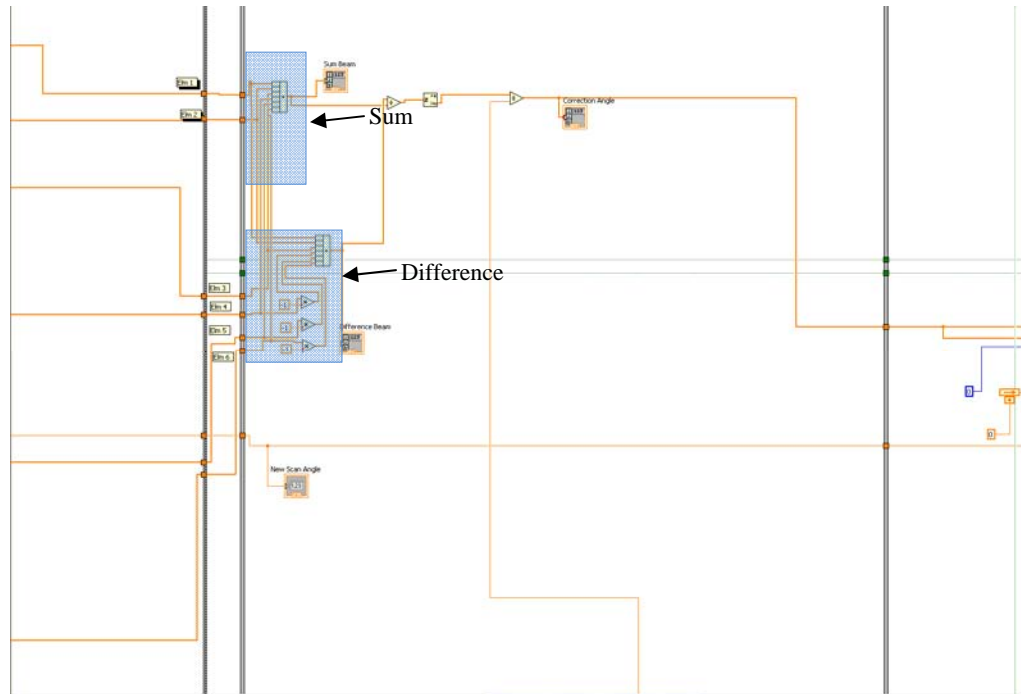 Sum Beam
Elm 1
Sum
Correction Angle
Elm 2
Difference
Elm 3
Elm 4
Elm 5
Difference Beam
Elm 6
0
New Scan Angle